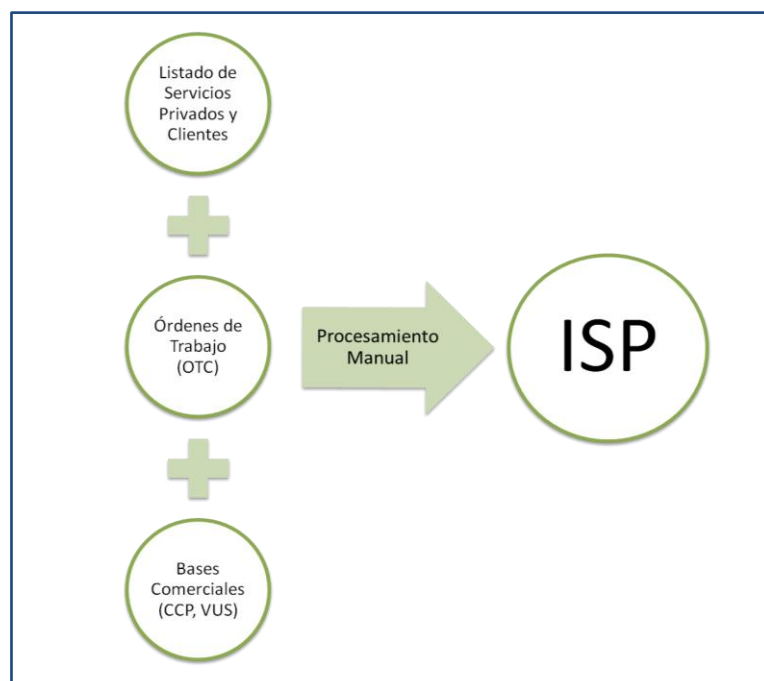 Listado de
Servicios
Privados y
Clientes
Órdenes de
Trabajo
(OTC)
Procesamiento
Manual
ISP
Bases
Comerciales
(CCP, VUS)